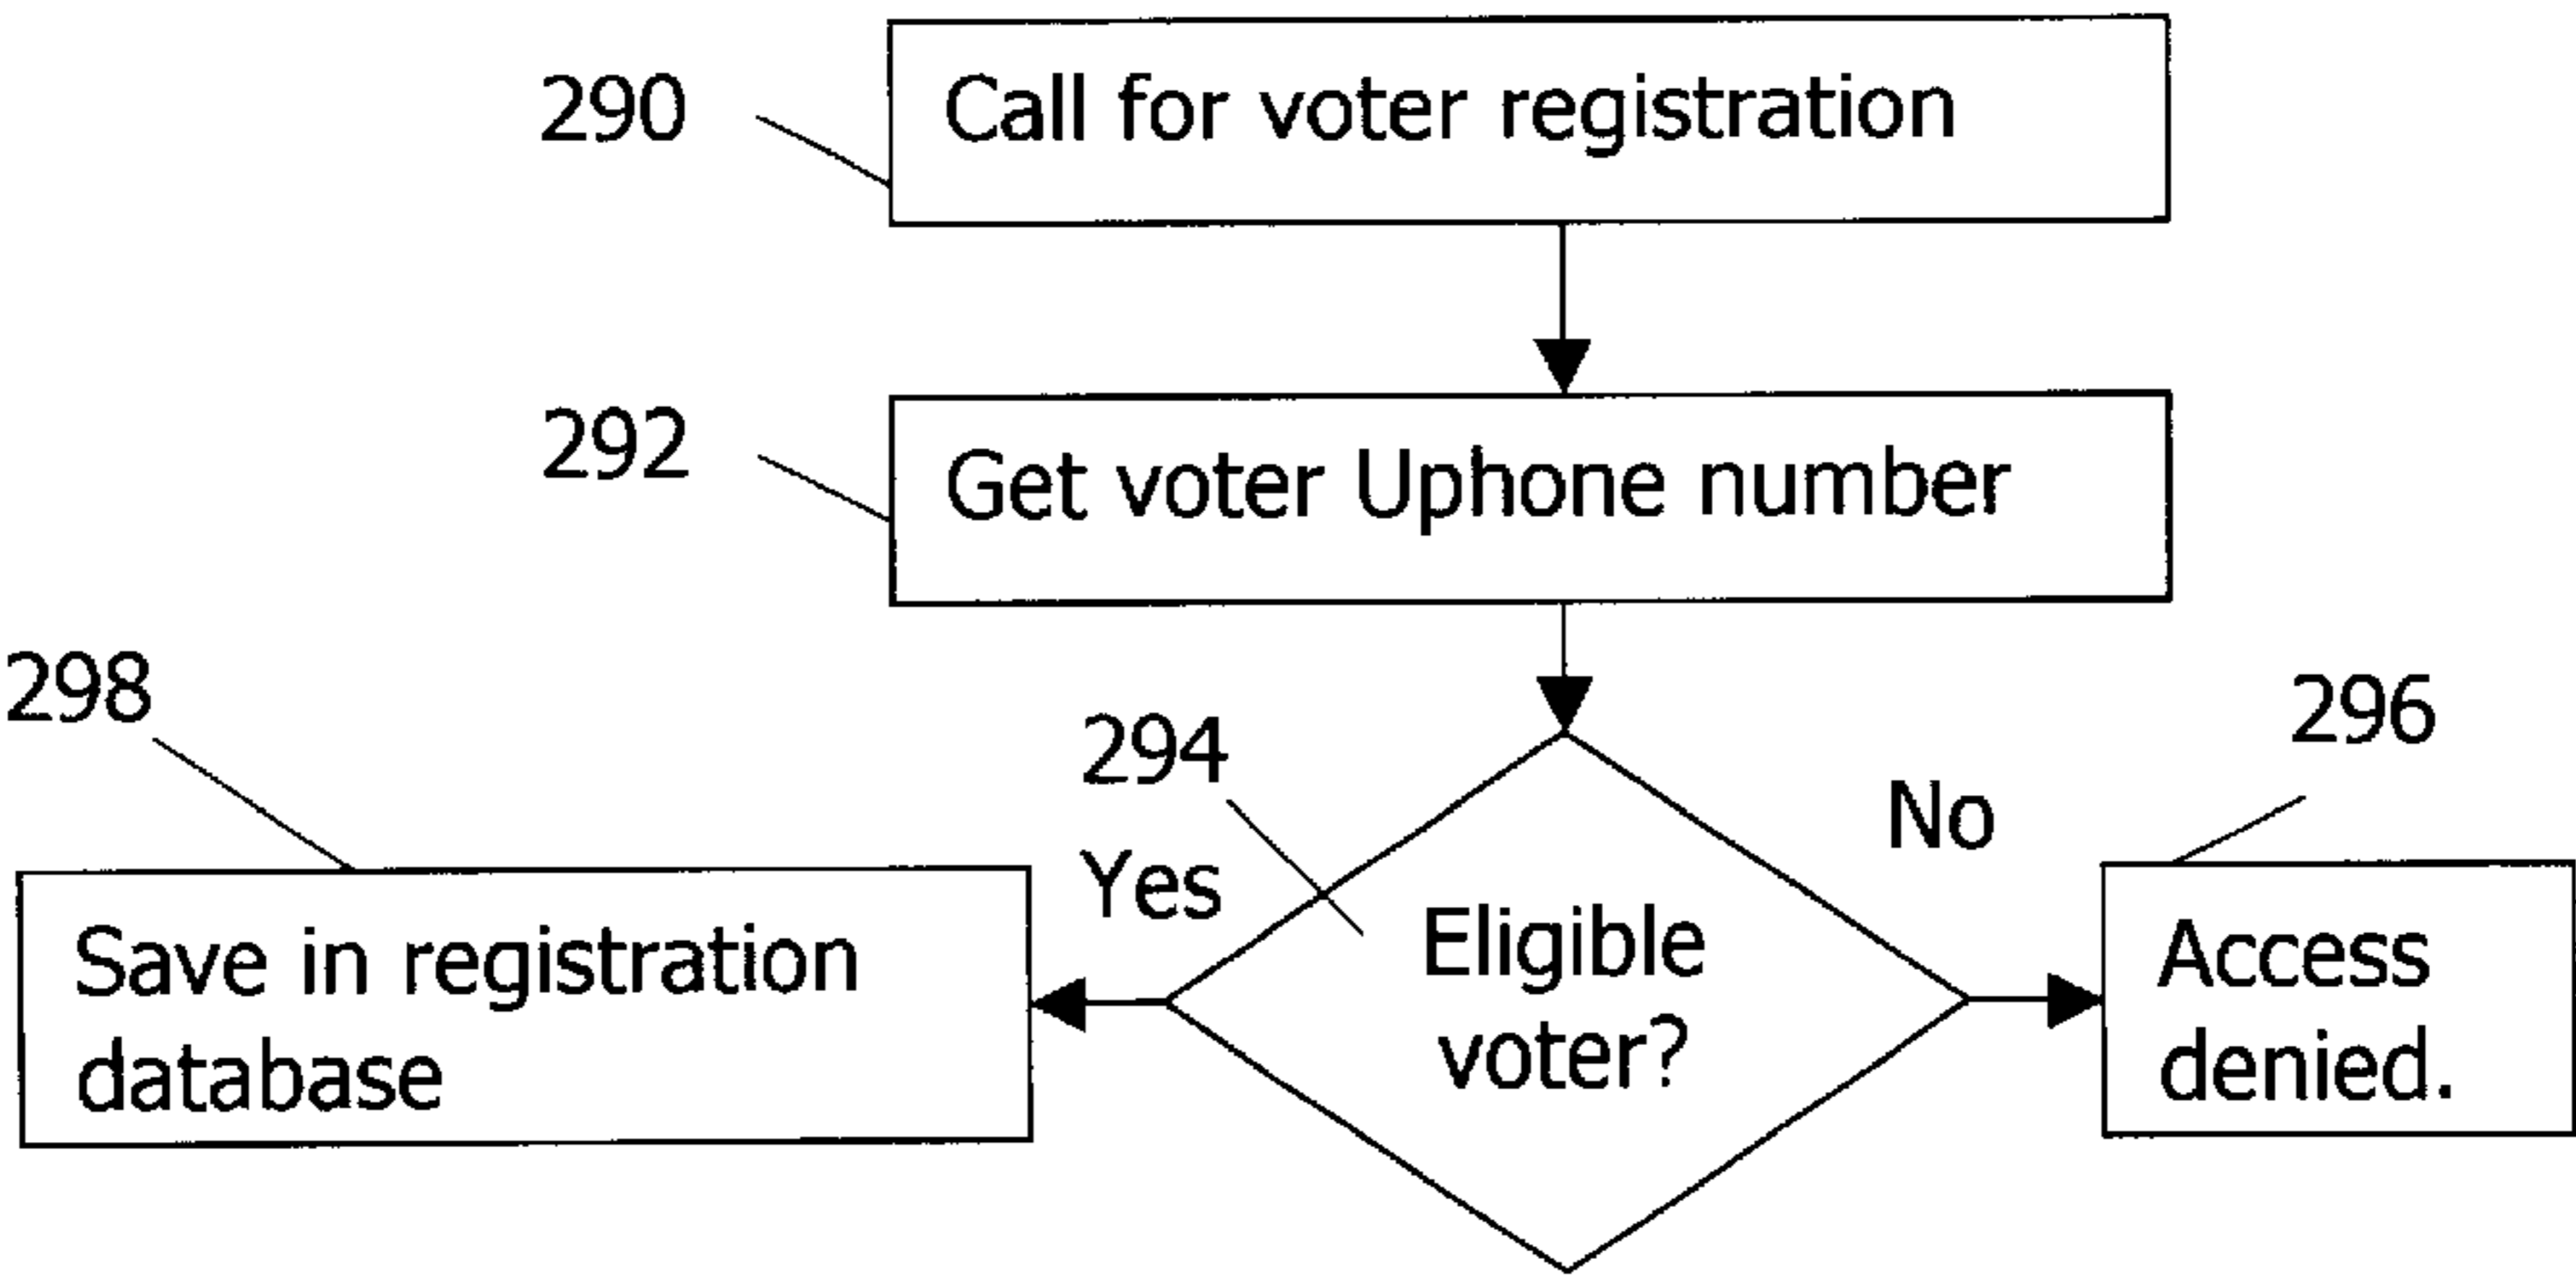 290
Call for voter registration
292
Get voter Uphone number
298
294
296
Yes
No
Save in registration
database
Eligible
voter?
Access
denied.